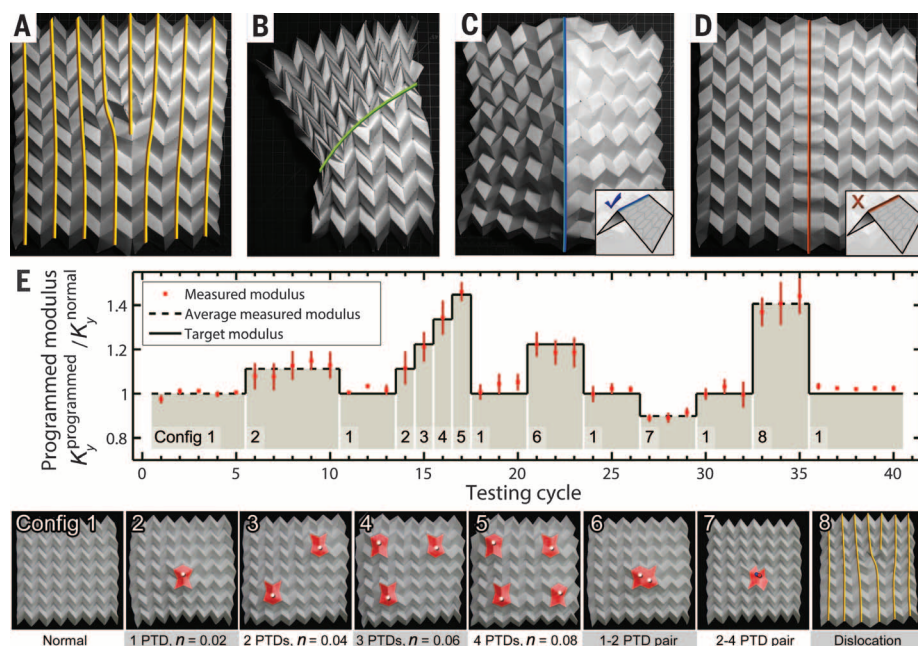 A
B
C
D
E
Programmed modulus
K_y^programmed / K_y^normal
Measured modulus
Average measured modulus
Target modulus
1.4
1.2
1.0
0.8
Config 1 2 1 2 3 4 5 1 6 1 7 1 8 1
0 5 10 15 20 25 30 35 40
Testing cycle
Config 1 2 3 4 5 6 7 8
Normal 1 PTD, n = 0.02 2 PTDs, n = 0.04 3 PTDs, n = 0.06 4 PTDs, n = 0.08 1-2 PTD pair 2-4 PTD pair Dislocation